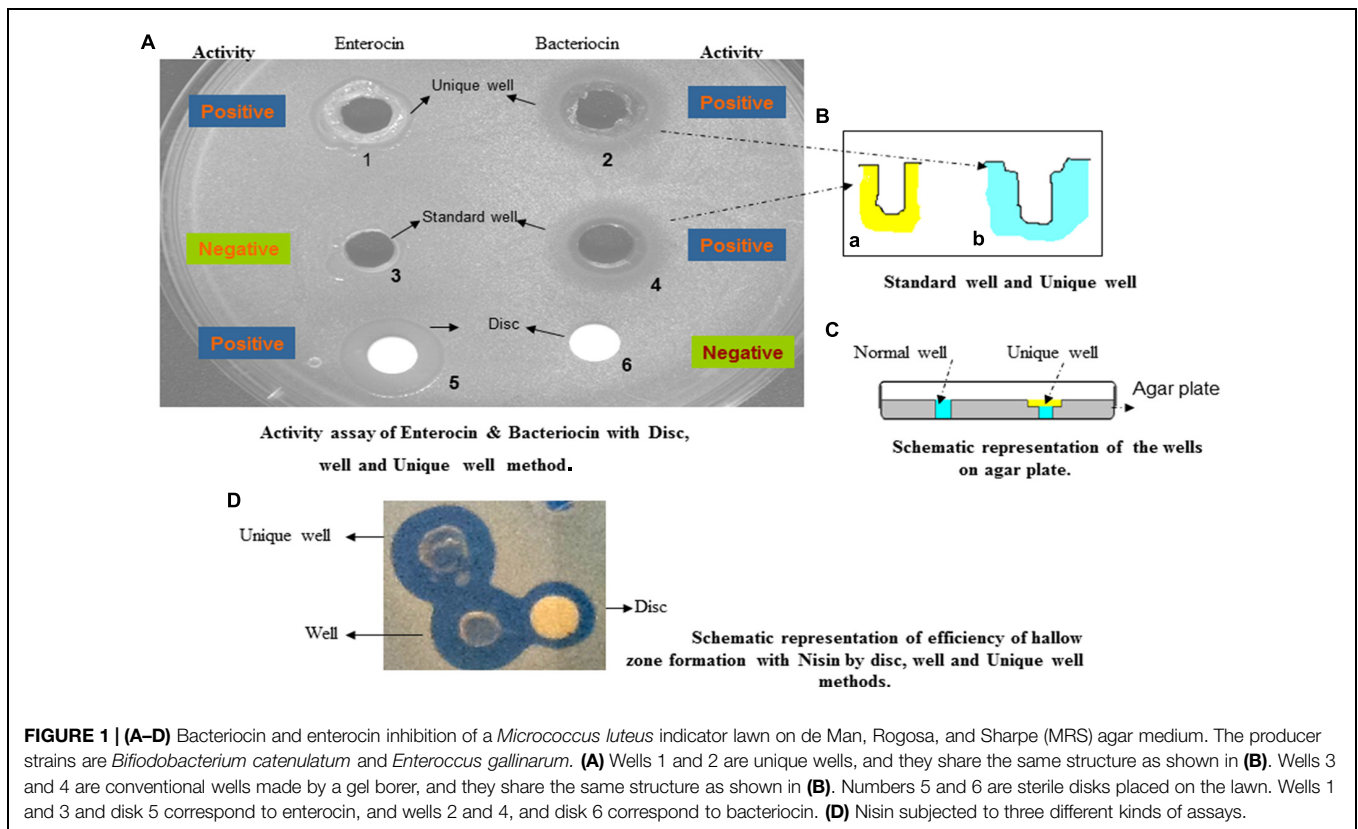 A
Activity
Enterocin
Bacteriocin
Activity
Positive
Unique well
Positive
1
2
B
Standard well
Negative
Positive
3
4
a
b
Standard well and Unique well
Positive
Disc
Negative
5
6
C
Normal well
Unique well
Agar plate
Activity assay of Enterocin & Bacteriocin with Disc,
well and Unique well method.
Schematic representation of the wells
on agar plate.
D
Unique well
Disc
Well
Schematic representation of efficiency of hallow
zone formation with Nisin by disc, well and Unique well
methods.
FIGURE 1 | (A–D) Bacteriocin and enterocin inhibition of a Micrococcus luteus indicator lawn on de Man, Rogosa, and Sharpe (MRS) agar medium. The producer
strains are Bifiodobacterium catenulatum and Enteroccus gallinarum. (A) Wells 1 and 2 are unique wells, and they share the same structure as shown in (B). Wells 3
and 4 are conventional wells made by a gel borer, and they share the same structure as shown in (B). Numbers 5 and 6 are sterile disks placed on the lawn. Wells 1
and 3 and disk 5 correspond to enterocin, and wells 2 and 4, and disk 6 correspond to bacteriocin. (D) Nisin subjected to three different kinds of assays.